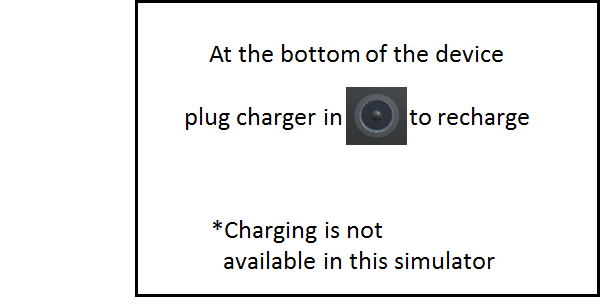 At the bottom of the device
plug charger in to recharge
*Charging is not
available in this simulator